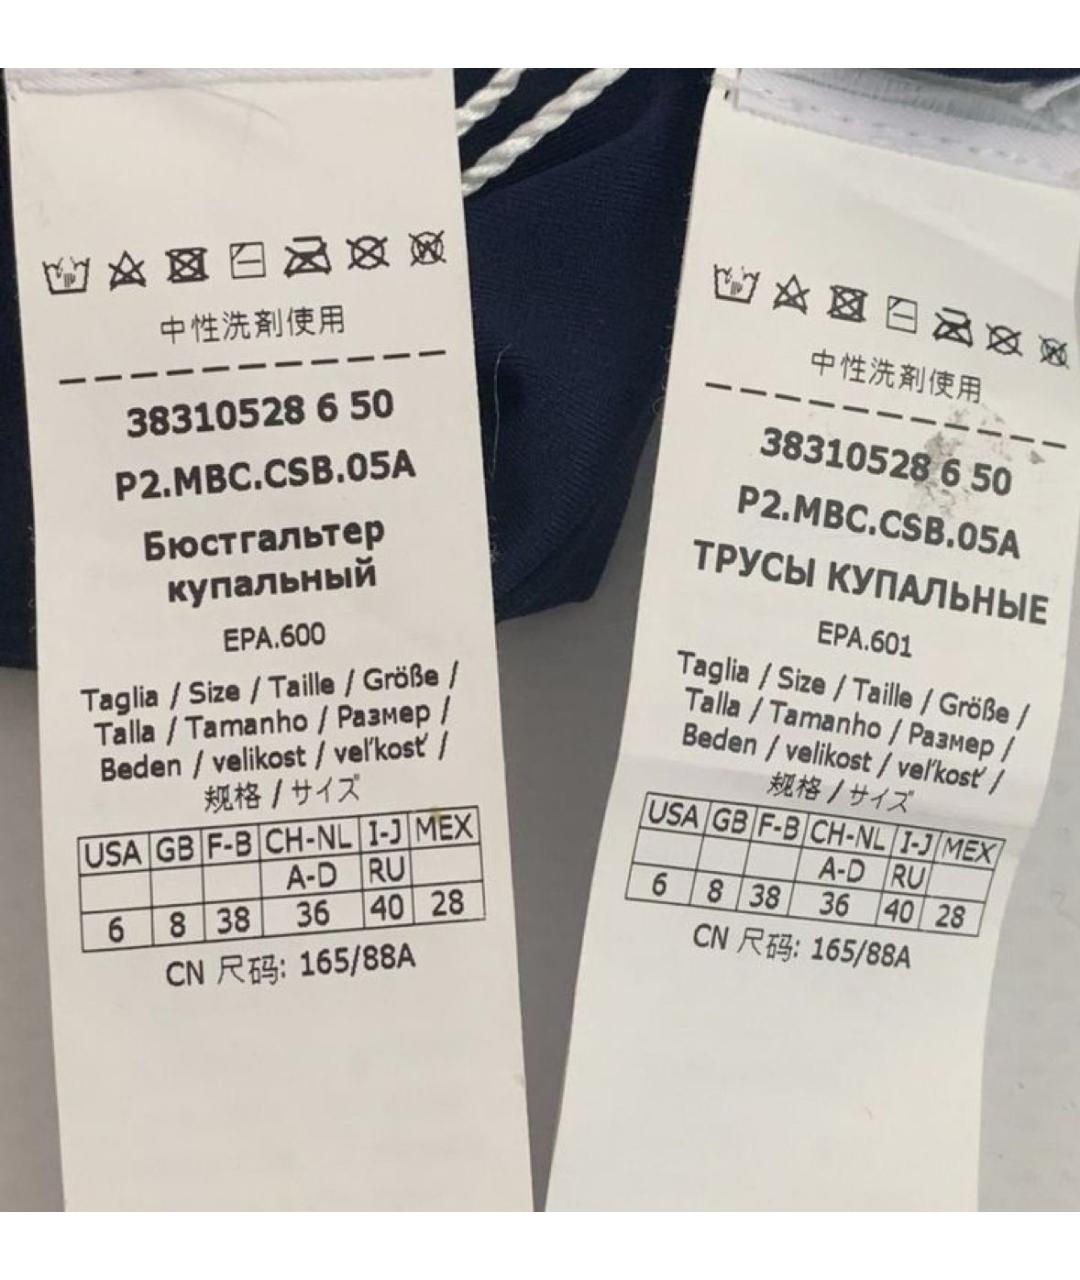 中性洗剤使用
38310528 6 50
P2.MBC.CSB.05A
Бюстгальтер
купальный
EPA.600
Taglia / Size / Taille / Größe /
Talla / Tamanho / Размер /
Beden / velikost / veľkosť /
规格 / サイズ
USA GB F-B CH-NL I-J MEX
A-D RU
6 8 38 36 40 28
CN 尺码: 165/88A
中性洗剤使用
38310528 6 50
P2.MBC.CSB.05A
ТРУСЫ КУПАЛЬНЫЕ
EPA.601
Taglia / Size / Taille / Größe /
Talla / Tamanho / Размер /
Beden / velikost / veľkosť /
规格 / サイズ
USA GB F-B CH-NL I-J MEX
A-D RU
6 8 38 36 40 28
CN 尺码: 165/88A